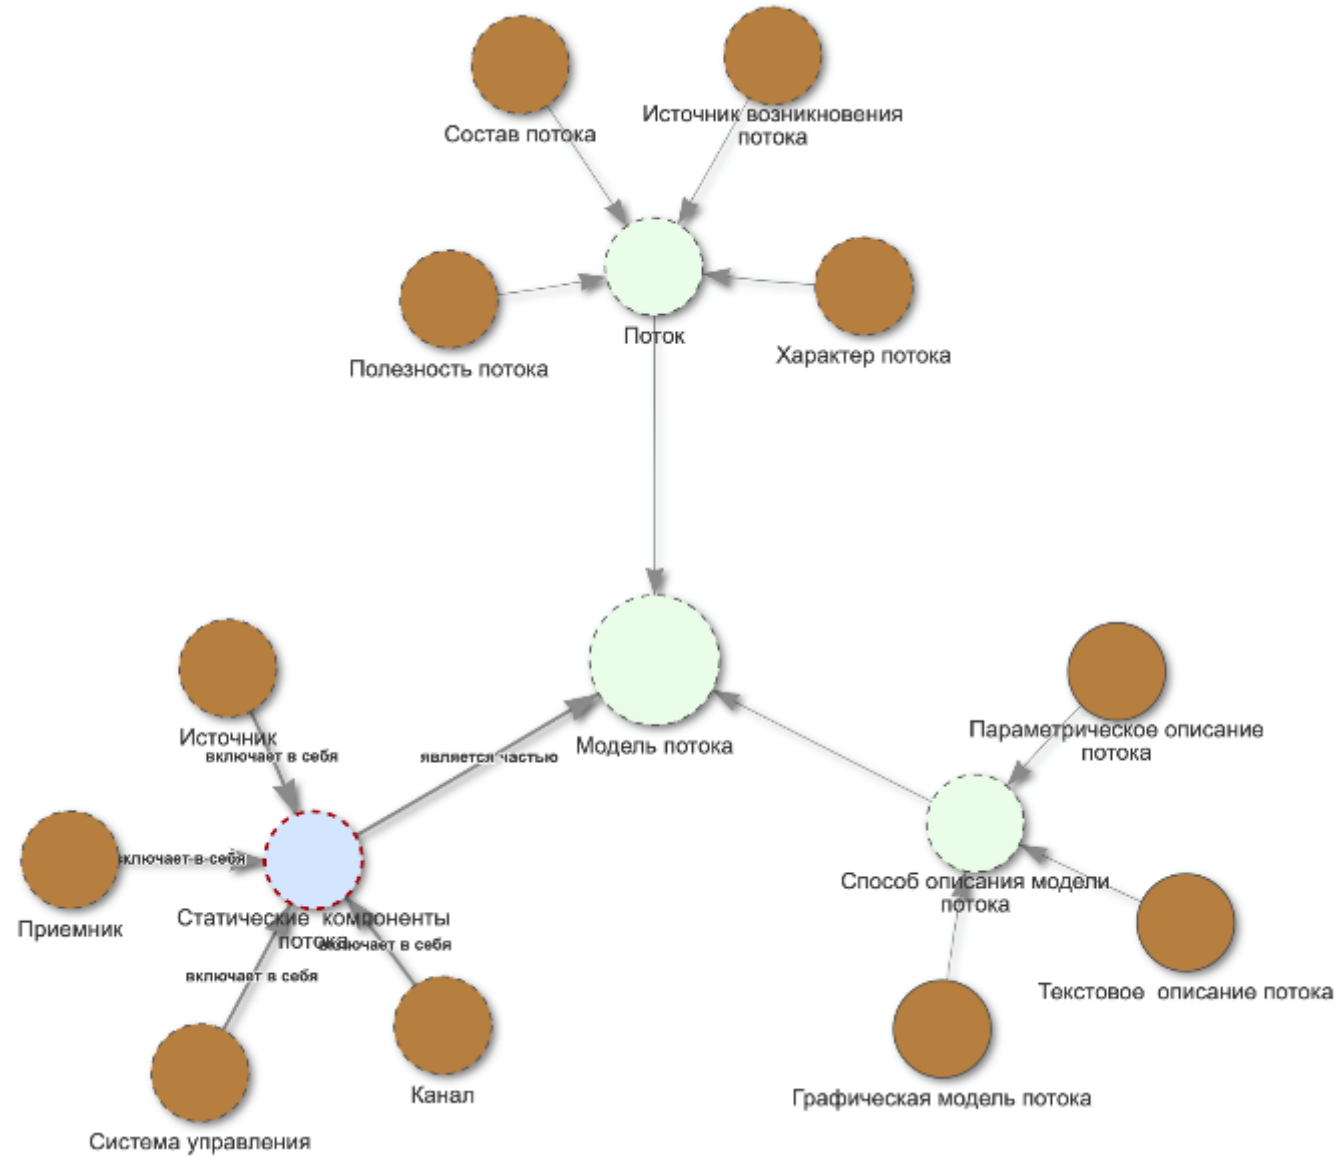 Состав потока
Источник возникновения
потока
Поток
Полезность потока
Характер потока
Источник
включает в себя
является частью
Модель потока
Параметрическое описание
потока
включает в себя
Приемник
Статические компоненты
потока
включает в себя
включает в себя
Способ описания модели
потока
Текстовое описание потока
Канал
Графическая модель потока
Система управления